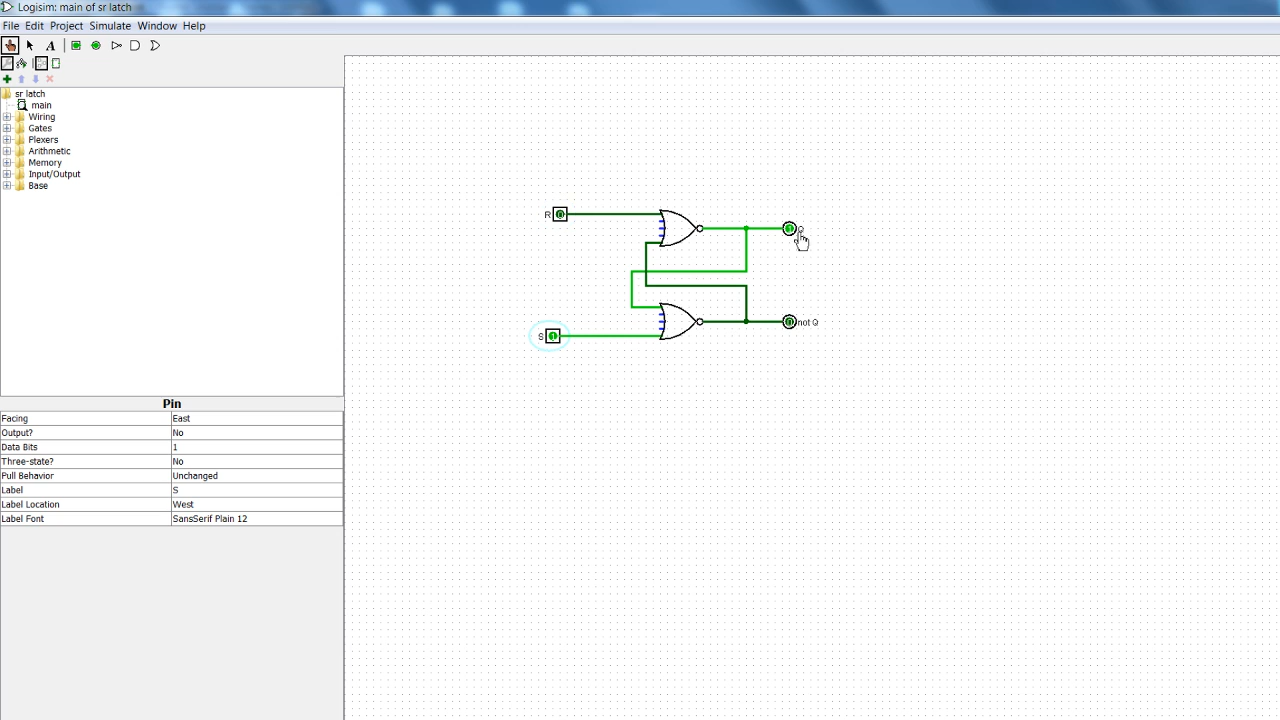 Logisim: main of sr latch
File Edit Project Simulate Window Help
A
sr latch
main
Wiring
Gates
Plexers
Arithmetic
Memory
Input/Output
Base
Pin
Facing East
Output? No
Data Bits 1
Three-state? No
Pull Behavior Unchanged
Label S
Label Location West
Label Font SansSerif Plain 12
R 0
1 Q
S 1
0 not Q